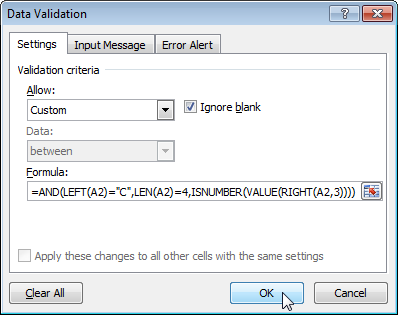 Data Validation
Settings Input Message Error Alert
Validation criteria
Allow:
Custom Ignore blank
Data:
between
Formula:
=AND(LEFT(A2)="C",LEN(A2)=4,ISNUMBER(VALUE(RIGHT(A2,3))))
Apply these changes to all other cells with the same settings
Clear All OK Cancel